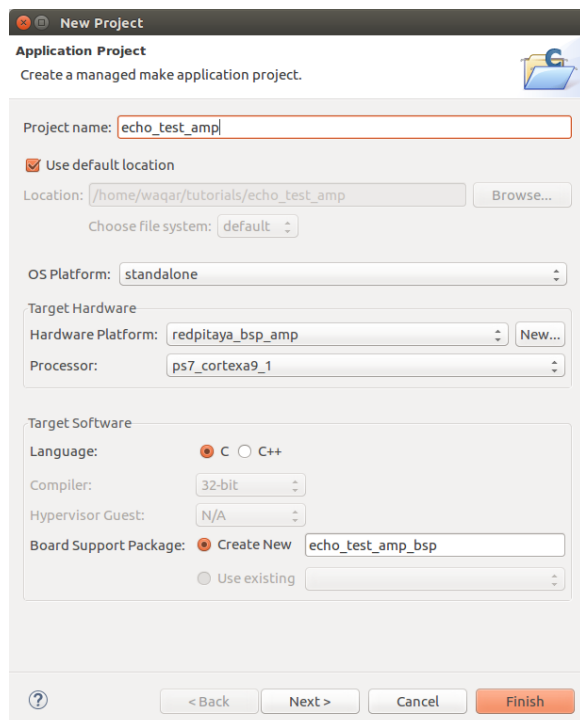 New Project
Application Project
Create a managed make application project.
C
Project name: echo_test_amp
Use default location
Location: /home/waqar/tutorials/echo_test_amp Browse...
Choose file system: default
OS Platform: standalone
Target Hardware
Hardware Platform: redpitaya_bsp_amp New...
Processor: ps7_cortexa9_1
Target Software
Language: C C++
Compiler: 32-bit
Hypervisor Guest: N/A
Board Support Package: Create New echo_test_amp_bsp
Use existing
? < Back Next > Cancel Finish